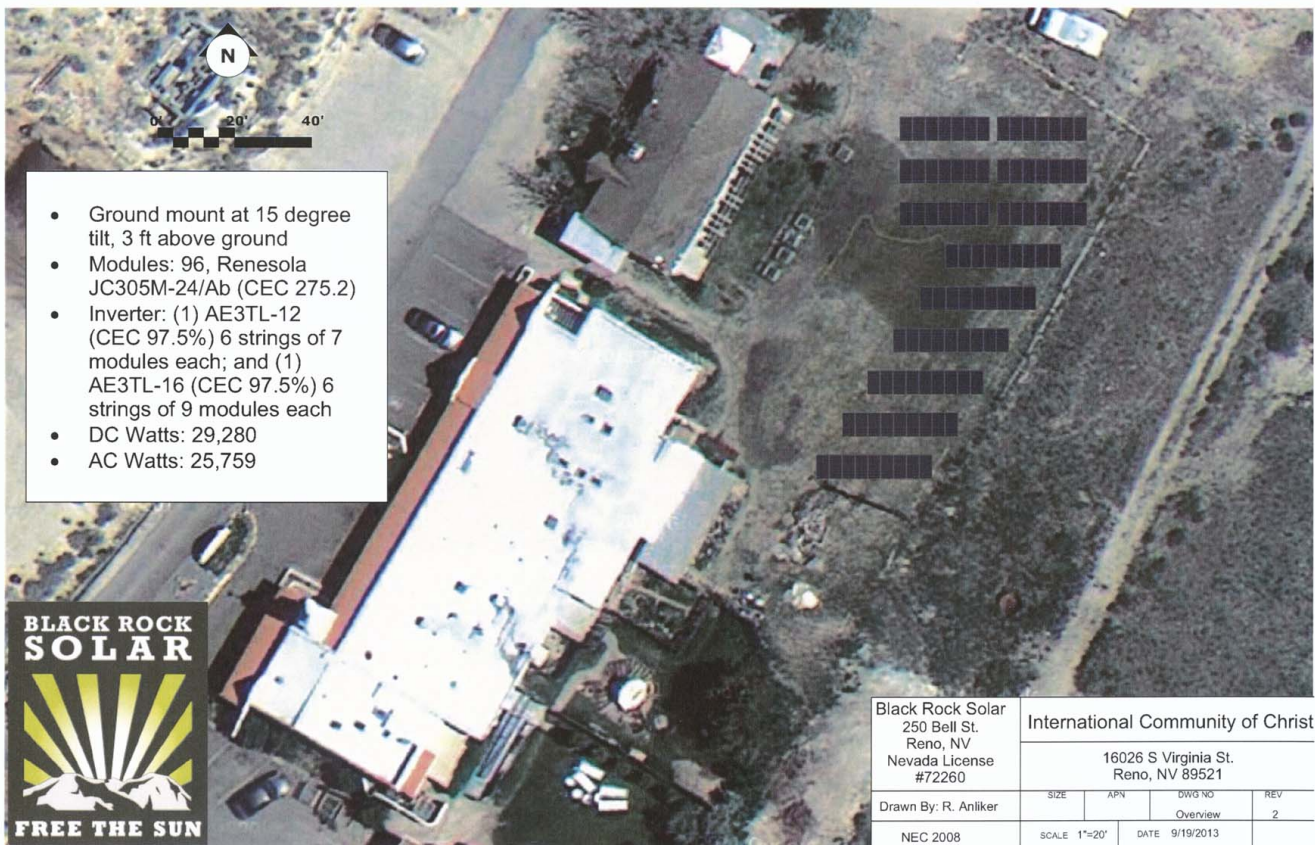 N
0' 20' 40'
• Ground mount at 15 degree
tilt, 3 ft above ground
• Modules: 96, Renesola
JC305M-24/Ab (CEC 275.2)
• Inverter: (1) AE3TL-12
(CEC 97.5%) 6 strings of 7
modules each; and (1)
AE3TL-16 (CEC 97.5%) 6
strings of 9 modules each
• DC Watts: 29,280
• AC Watts: 25,759
BLACK ROCK
SOLAR
FREE THE SUN
Black Rock Solar
250 Bell St.
Reno, NV
Nevada License
#72260
International Community of Christ
16026 S Virginia St.
Reno, NV 89521
Drawn By: R. Anliker
SIZE APN DWG NO REV
Overview 2
NEC 2008
SCALE 1"=20' DATE 9/19/2013